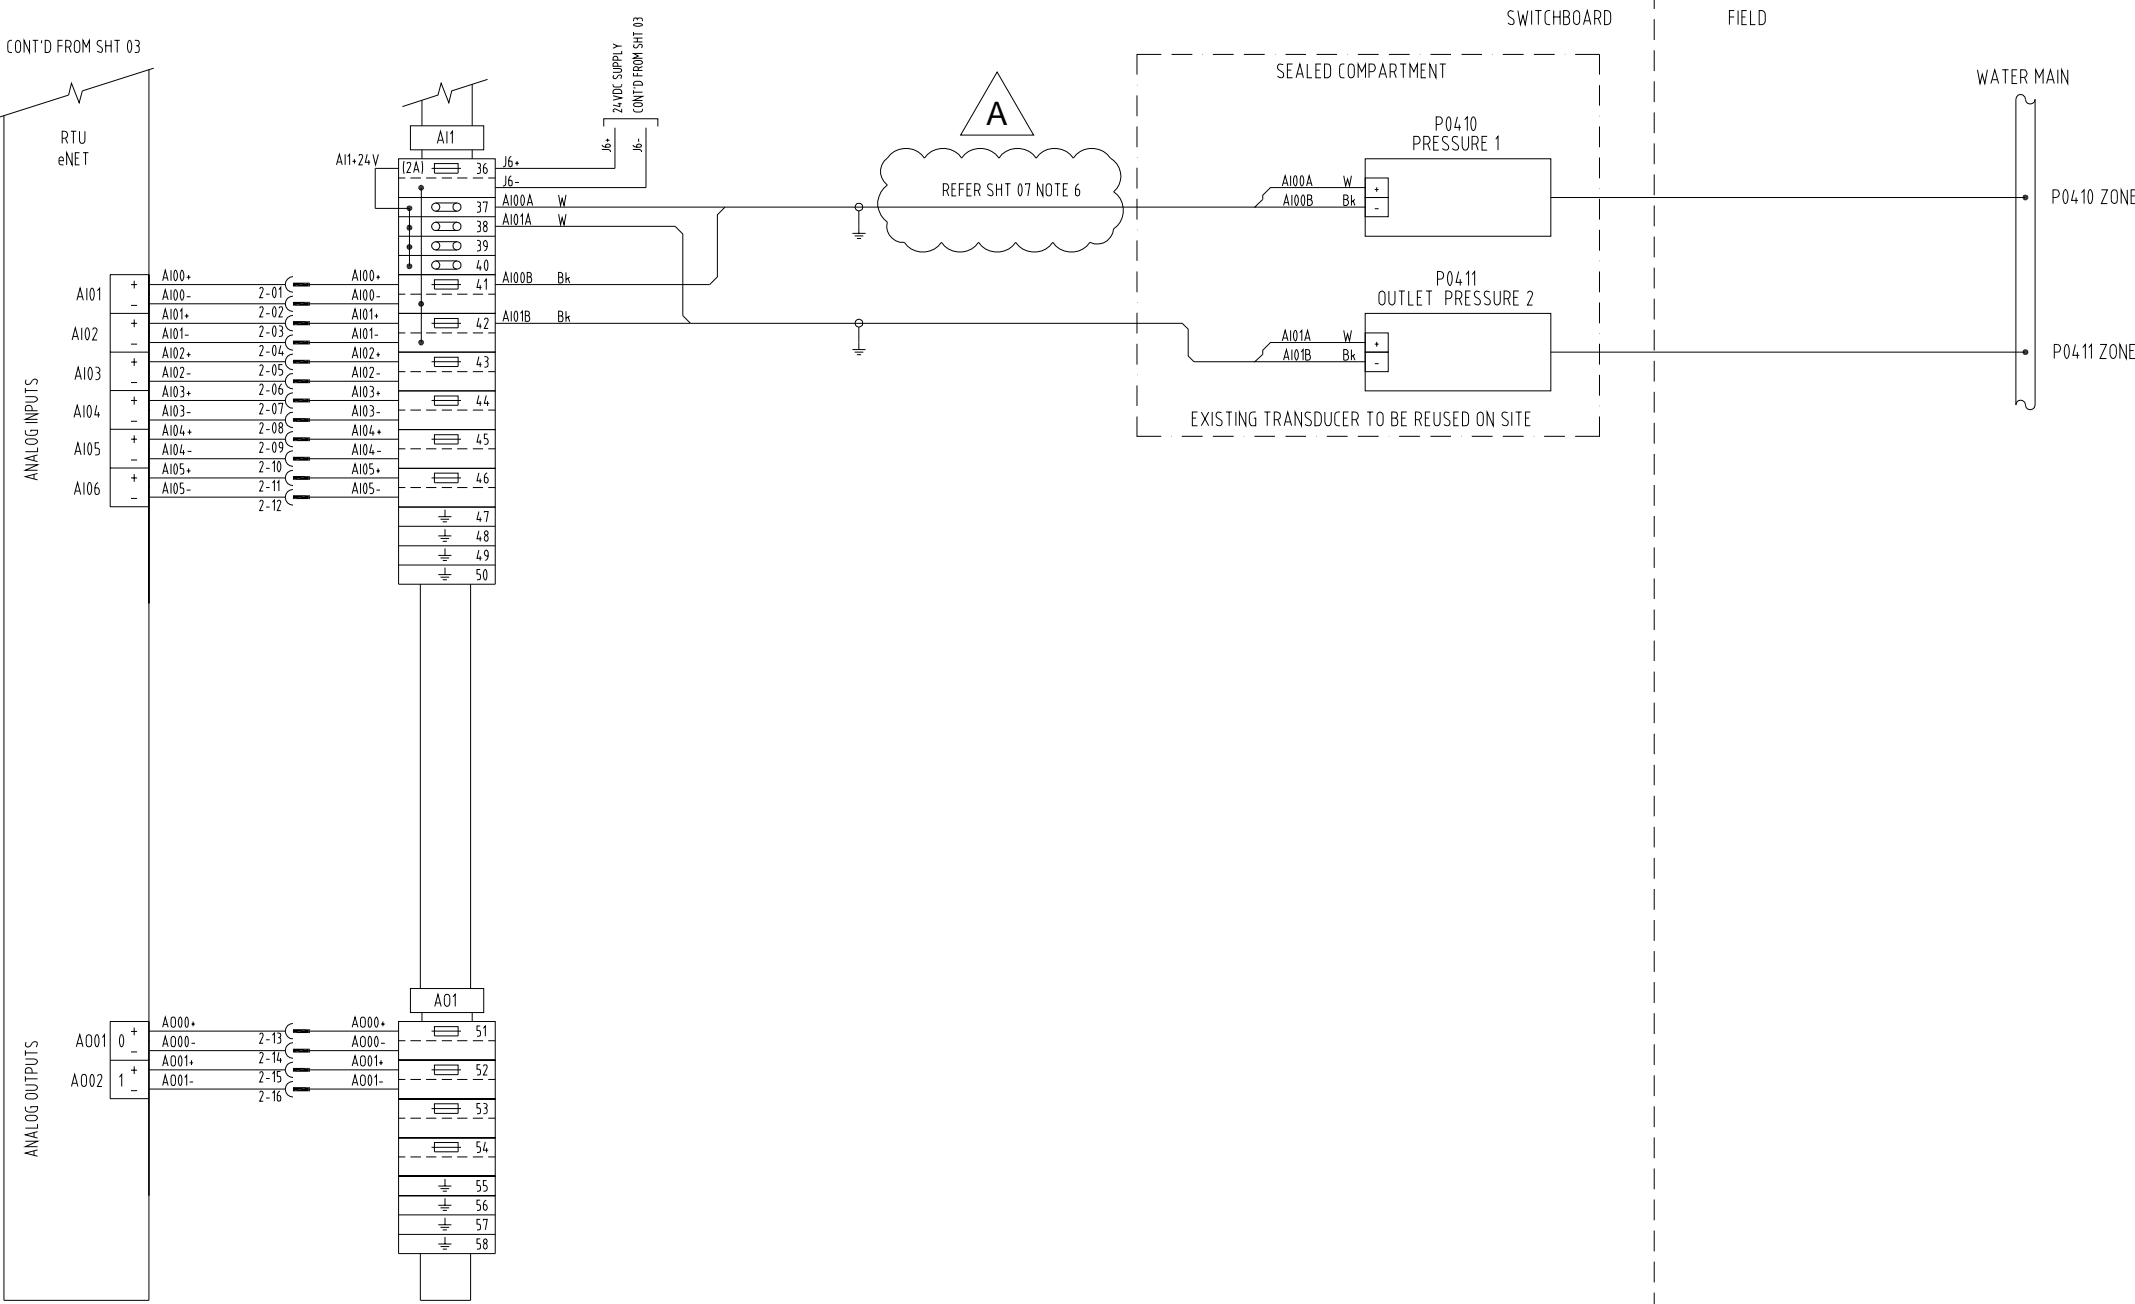 SWITCHBOARD
FIELD
CONT'D FROM SHT 03
RTU
eNET
ANALOG INPUTS
ANALOG OUTPUTS
AI1
24VDC SUPPLY
CONT'D FROM SHT 03
J6+
J6-
AI1+24V
(2A) 36 J6+
J6-
37 AI00A W
38 AI01A W
39
40
AI01 + AI00+ 2-01 AI00+ 41 AI00B Bk
- AI00- 2-02 AI00-
AI02 + AI01+ 2-03 AI01+ 42 AI01B Bk
- AI01- 2-04 AI01-
AI03 + AI02+ 2-05 AI02+ 43
- AI02- 2-06 AI02-
AI04 + AI03+ 2-07 AI03+ 44
- AI03- 2-08 AI03-
AI05 + AI04+ 2-09 AI04+ 45
- AI04- 2-10 AI04-
AI06 + AI05+ 2-11 AI05+ 46
- AI05- 2-12 AI05-
47
48
49
50
A
REFER SHT 07 NOTE 6
SEALED COMPARTMENT
P0410
PRESSURE 1
AI00A W +
AI00B Bk -
P0411
OUTLET PRESSURE 2
AI01A W +
AI01B Bk -
EXISTING TRANSDUCER TO BE REUSED ON SITE
WATER MAIN
P0410 ZONE
P0411 ZONE
AO1
AO01 0 + AO00+ 2-13 AO00+ 51
- AO00- 2-14 AO00-
AO02 1 + AO01+ 2-15 AO01+ 52
- AO01- 2-16 AO01-
53
54
55
56
57
58